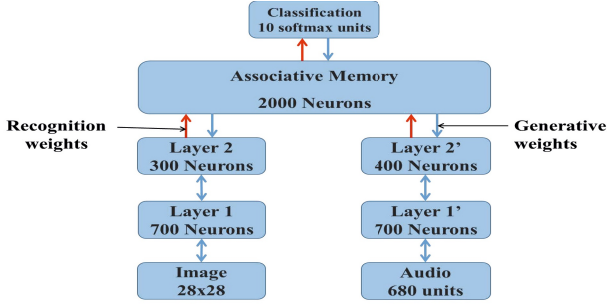 Classification
10 softmax units
Associative Memory
2000 Neurons
Recognition
weights
Generative
weights
Layer 2
300 Neurons
Layer 2'
400 Neurons
Layer 1
700 Neurons
Layer 1'
700 Neurons
Image
28x28
Audio
680 units